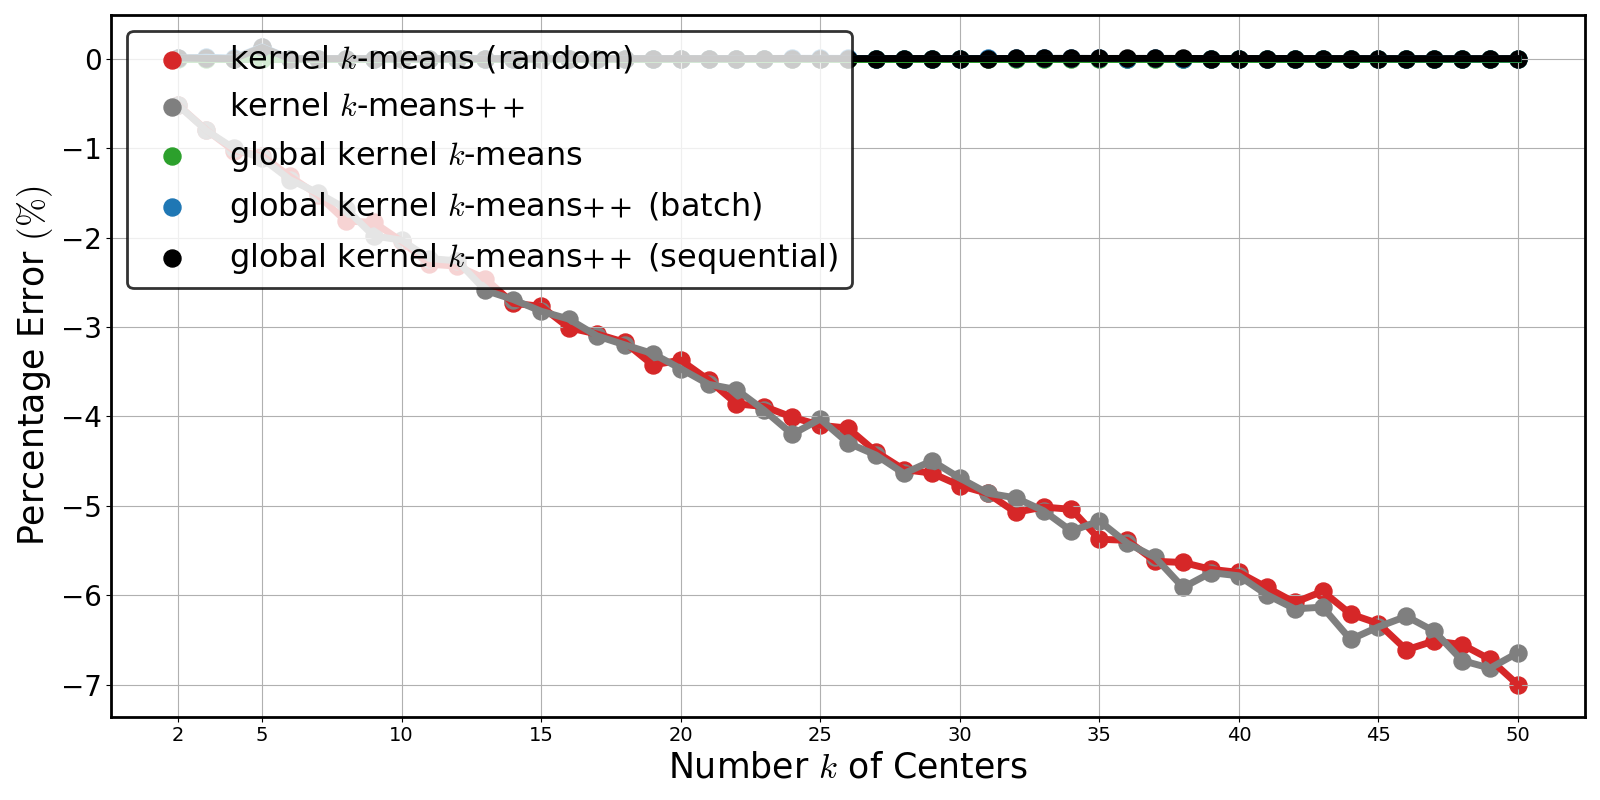 kernel k-means (random)
kernel k-means++
global kernel k-means
global kernel k-means++ (batch)
global kernel k-means++ (sequential)
Percentage Error (%)
0
−1
−2
−3
−4
−5
−6
−7
2 5 10 15 20 25 30 35 40 45 50
Number k of Centers